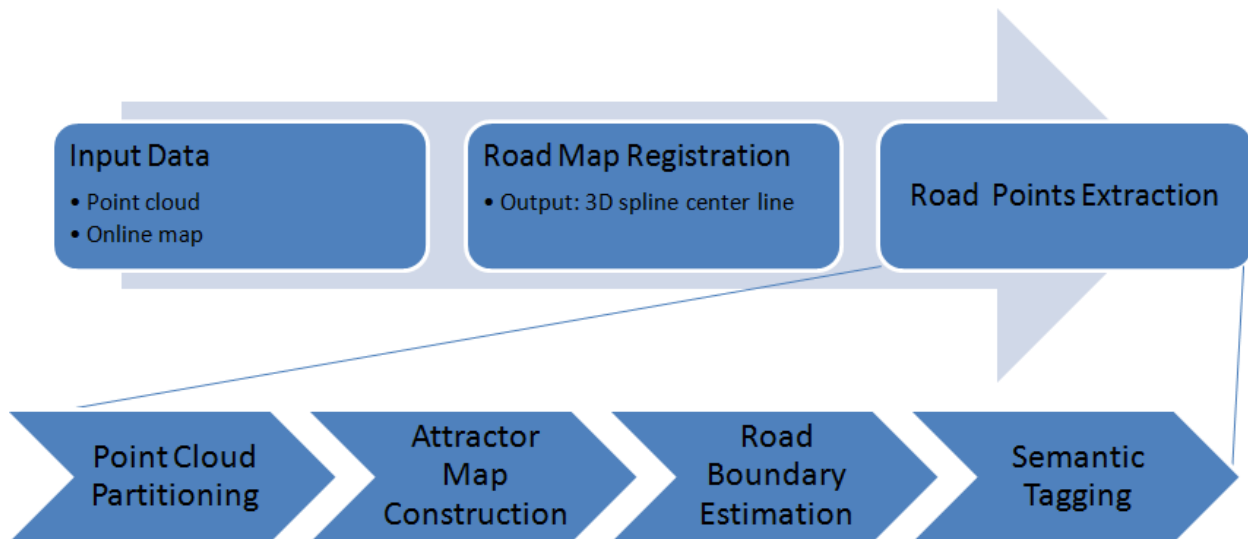 Input Data
• Point cloud
• Online map
Road Map Registration
• Output: 3D spline center line
Road Points Extraction
Point Cloud
Partitioning
Attractor
Map
Construction
Road
Boundary
Estimation
Semantic
Tagging